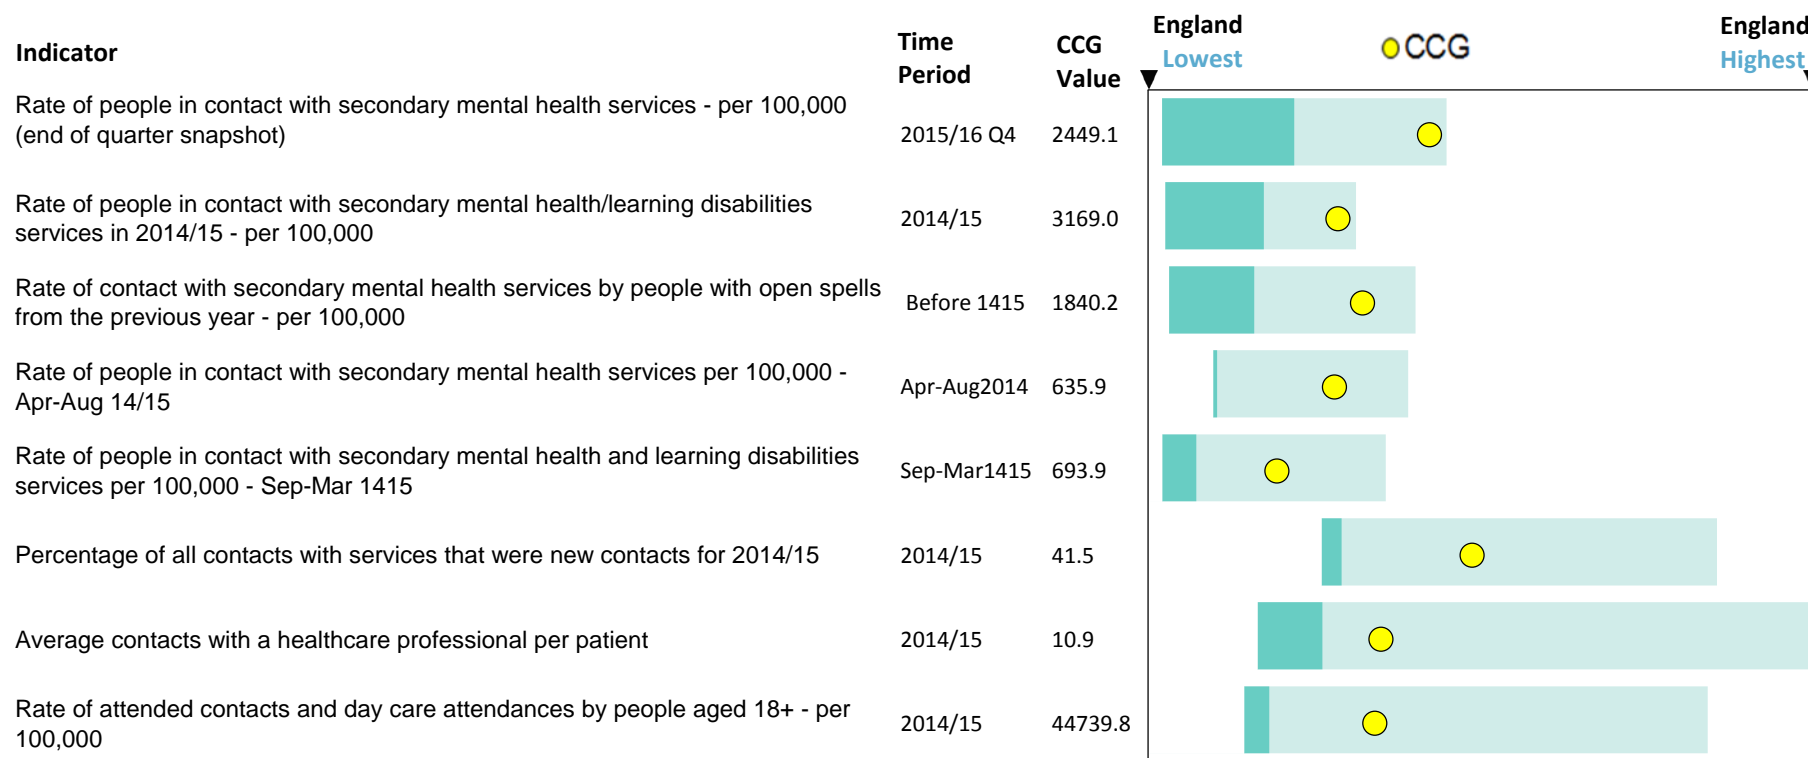 Indicator
Time Period
CCG Value
England Lowest
CCG
England Highest
Rate of people in contact with secondary mental health services - per 100,000
(end of quarter snapshot)
2015/16 Q4 2449.1
Rate of people in contact with secondary mental health/learning disabilities
services in 2014/15 - per 100,000
2014/15 3169.0
Rate of contact with secondary mental health services by people with open spells
from the previous year - per 100,000
Before 1415 1840.2
Rate of people in contact with secondary mental health services per 100,000 -
Apr-Aug 14/15
Apr-Aug2014 635.9
Rate of people in contact with secondary mental health and learning disabilities
services per 100,000 - Sep-Mar 1415
Sep-Mar1415 693.9
Percentage of all contacts with services that were new contacts for 2014/15 2014/15 41.5
Average contacts with a healthcare professional per patient 2014/15 10.9
Rate of attended contacts and day care attendances by people aged 18+ - per
100,000
2014/15 44739.8